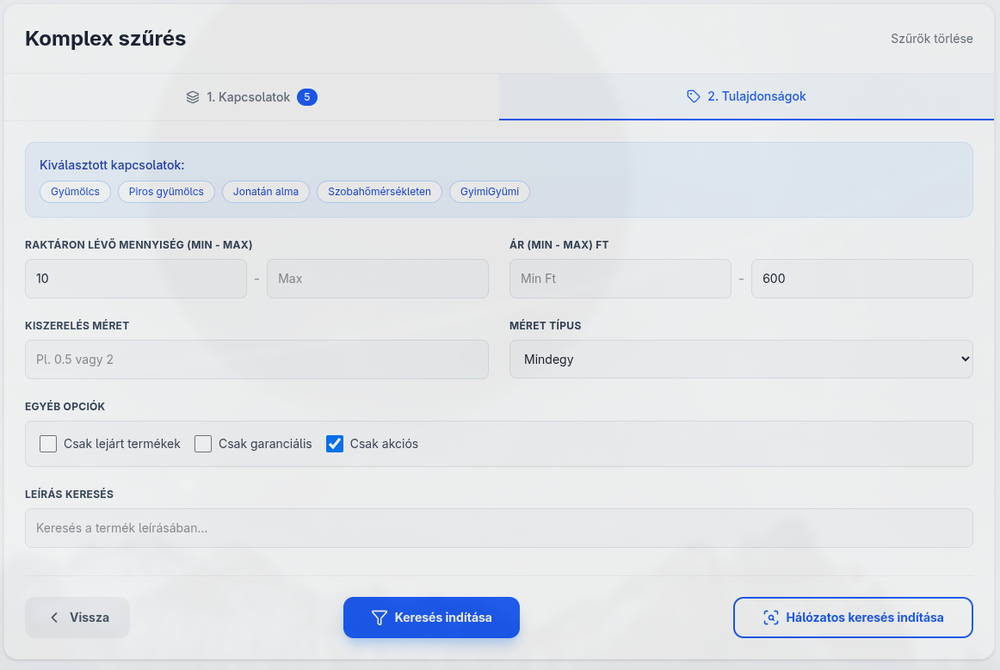 Komplex szűrés
Szűrők törlése
1. Kapcsolatok 5
2. Tulajdonságok
Kiválasztott kapcsolatok:
Gyümölcs Piros gyümölcs Jonatán alma Szobahőmérsékleten GyimiGyümi
RAKTÁRON LÉVŐ MENNYISÉG (MIN - MAX)
10 - Max
ÁR (MIN - MAX) FT
Min Ft - 600
KISZERELÉS MÉRET
Pl. 0.5 vagy 2
MÉRET TÍPUS
Mindegy
EGYÉB OPCIÓK
Csak lejárt termékek Csak garanciális Csak akciós
LEÍRÁS KERESÉS
Keresés a termék leírásában...
Vissza
Keresés indítása
Hálózatos keresés indítása